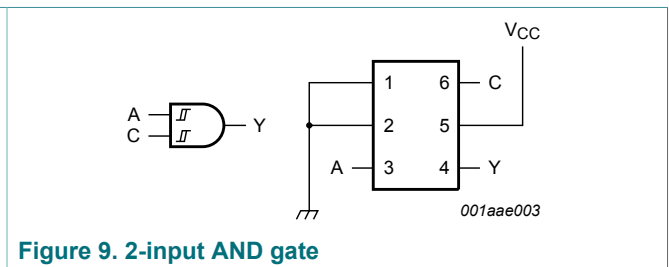 VCC
A
C
Y
1 6 C
2 5
A 3 4 Y
001aae003
Figure 9. 2-input AND gate